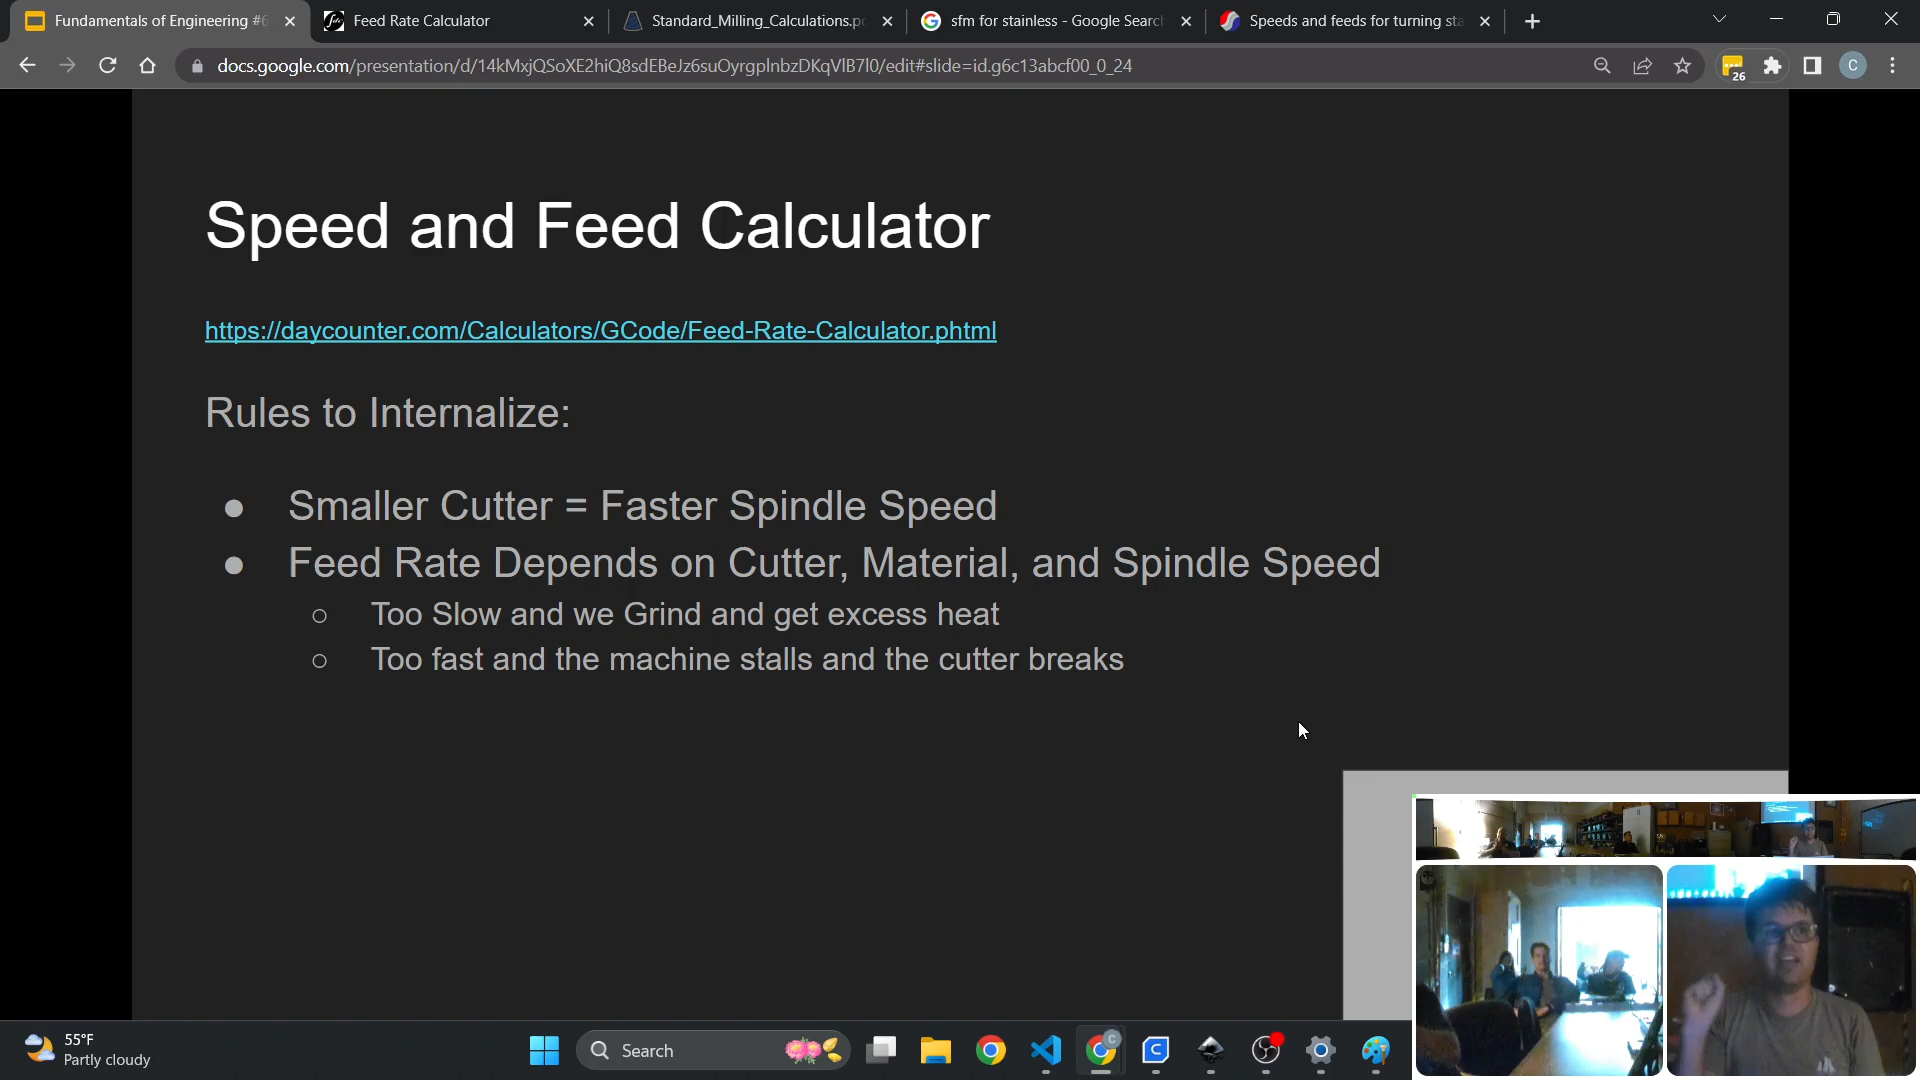 Fundamentals of Engineering #6
Feed Rate Calculator
Standard_Milling_Calculations.p
sfm for stainless - Google Searc
Speeds and feeds for turning sta
docs.google.com/presentation/d/14kMxjQSoXE2hiQ8sdEBeJz6suOyrgplnbzDKqVlB7l0/edit#slide=id.g6c13abcf00_0_24
26
C
Speed and Feed Calculator
https://daycounter.com/Calculators/GCode/Feed-Rate-Calculator.phtml
Rules to Internalize:
● Smaller Cutter = Faster Spindle Speed
● Feed Rate Depends on Cutter, Material, and Spindle Speed
○ Too Slow and we Grind and get excess heat
○ Too fast and the machine stalls and the cutter breaks
55°F
Partly cloudy
Search
C